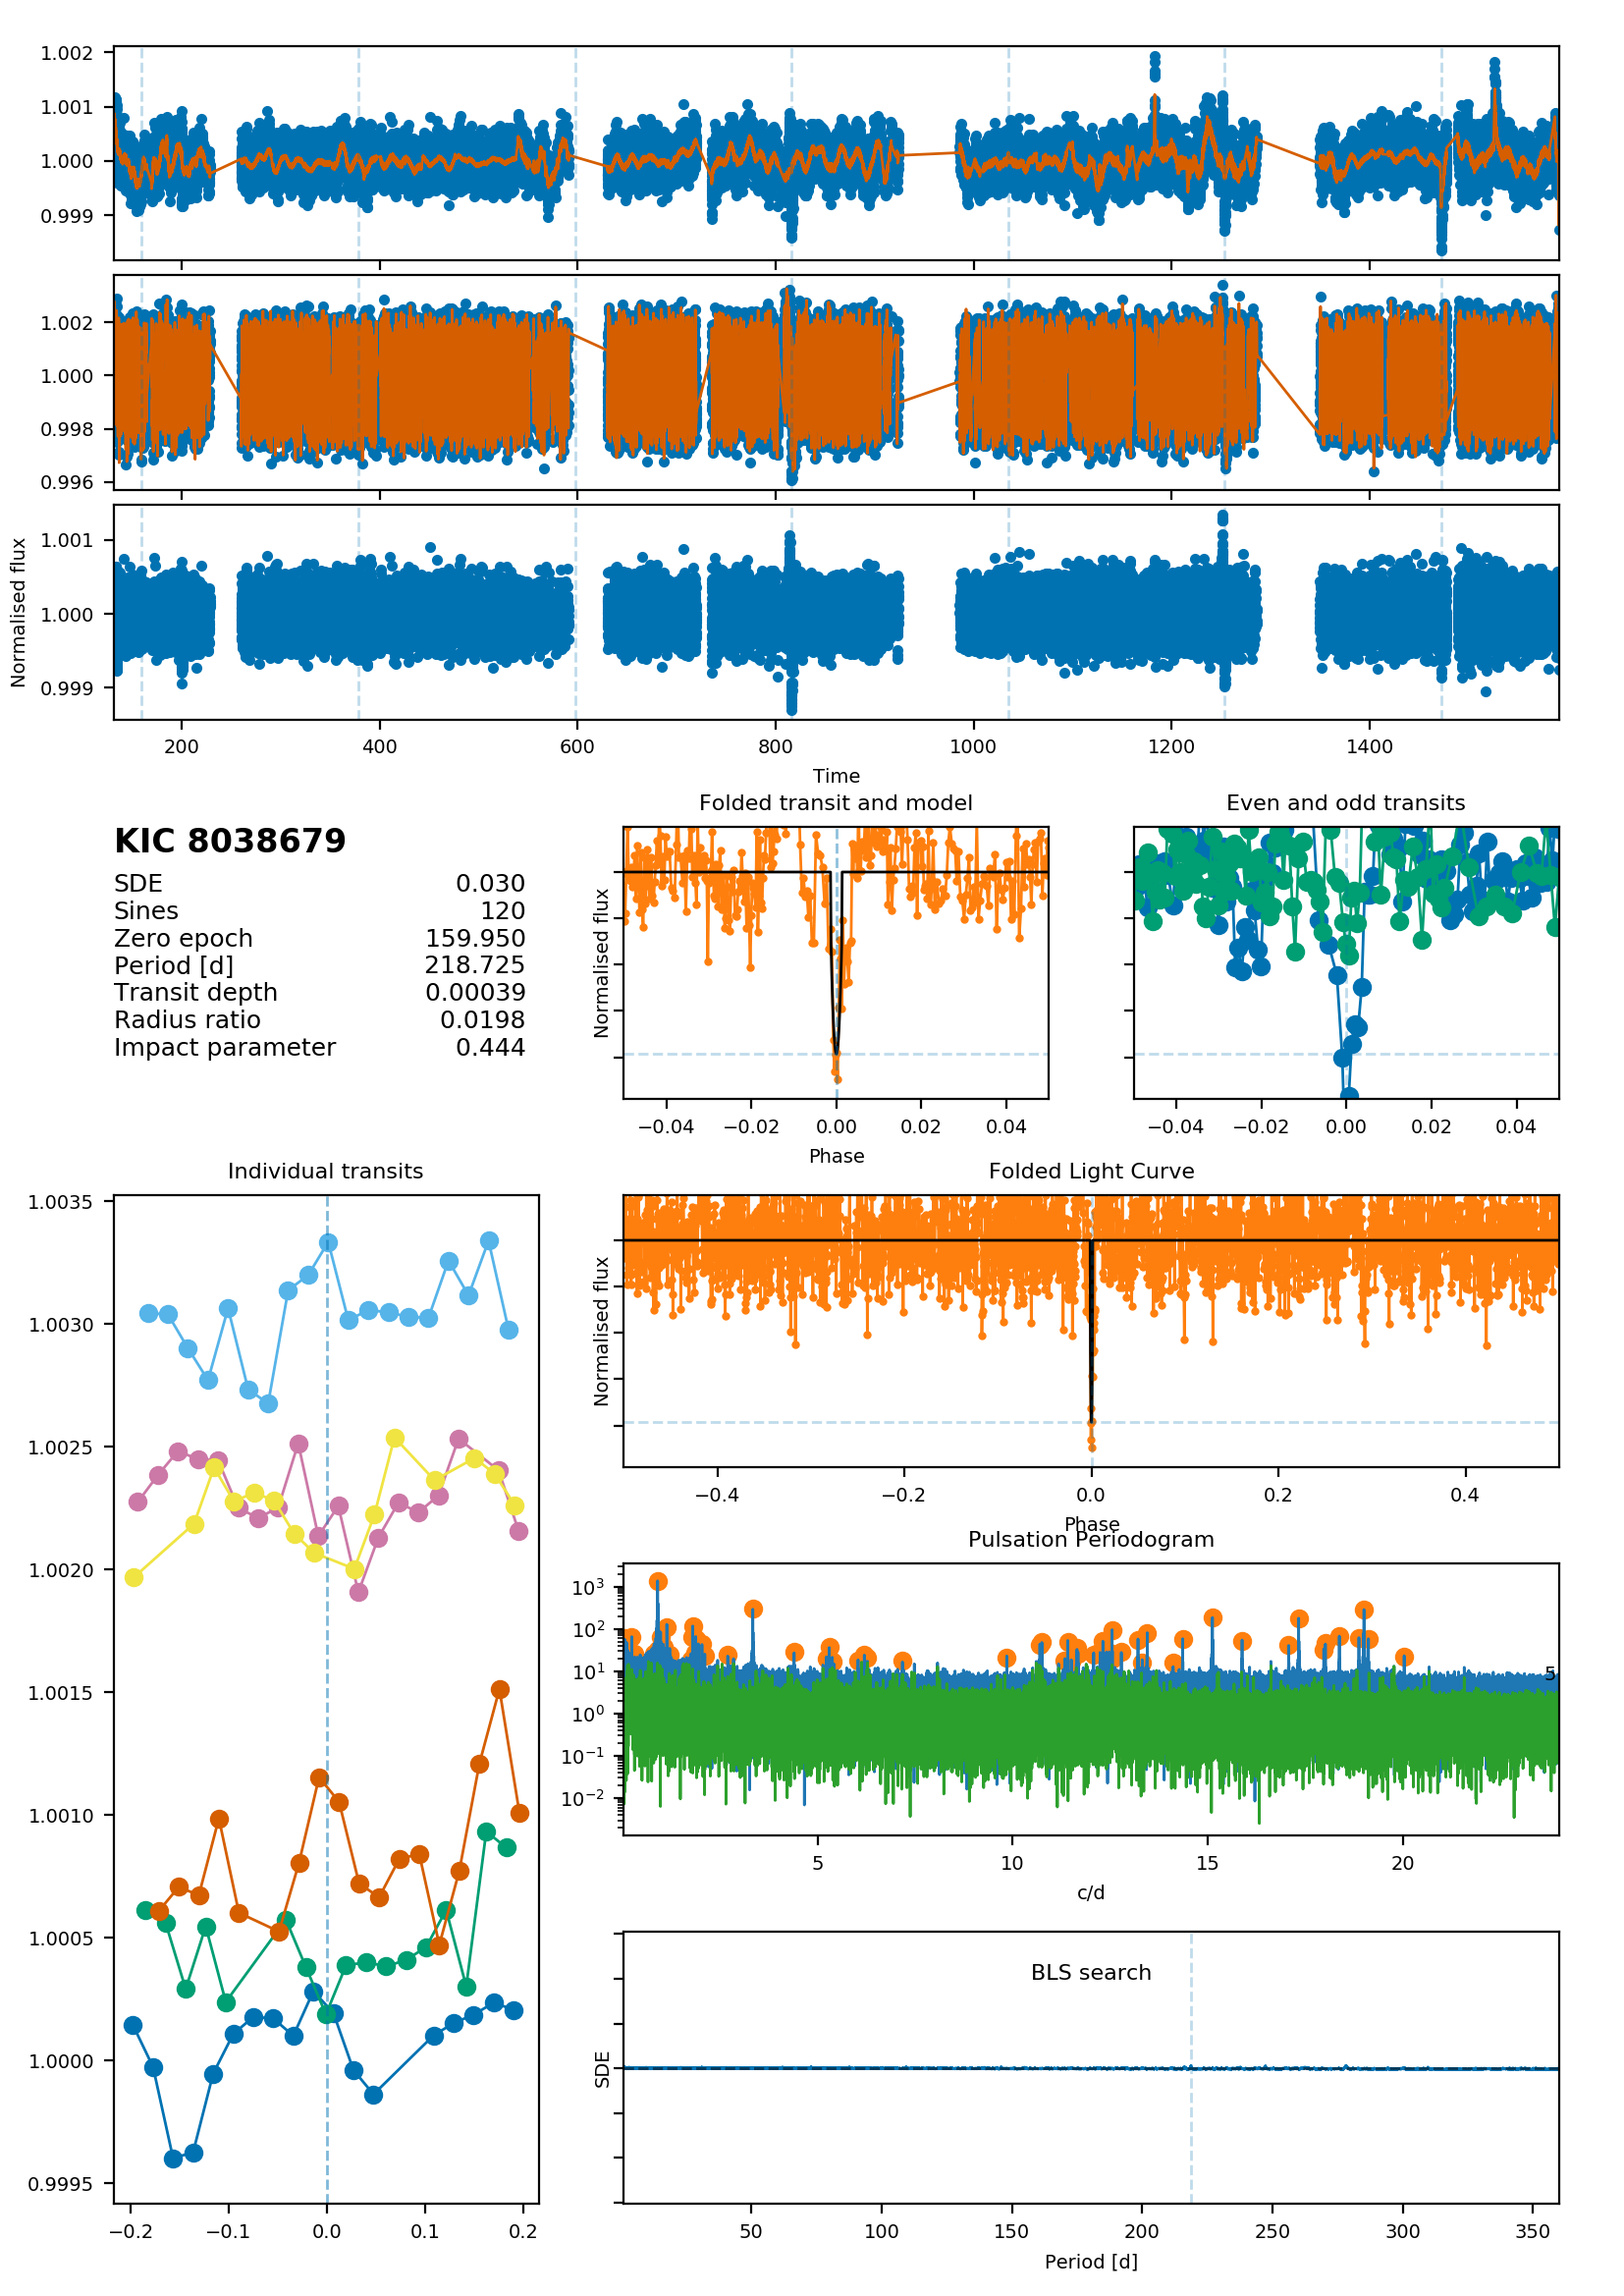 1.002
1.001
1.000
0.999
1.002
1.000
0.998
0.996
1.001
1.000
0.999
Normalised flux
200 400 600 800 1000 1200 1400
Time
KIC 8038679
SDE 0.030
Sines 120
Zero epoch 159.950
Period [d] 218.725
Transit depth 0.00039
Radius ratio 0.0198
Impact parameter 0.444
Folded transit and model
Normalised flux
−0.04 −0.02 0.00 0.02 0.04
Phase
Even and odd transits
−0.04 −0.02 0.00 0.02 0.04
Individual transits
1.0035
1.0030
1.0025
1.0020
1.0015
1.0010
1.0005
1.0000
0.9995
−0.2 −0.1 0.0 0.1 0.2
Folded Light Curve
Normalised flux
−0.4 −0.2 0.0 0.2 0.4
Phase
Pulsation Periodogram
10³
10²
10¹
10⁰
10⁻¹
10⁻²
5
5 10 15 20
c/d
BLS search
SDE
50 100 150 200 250 300 350
Period [d]